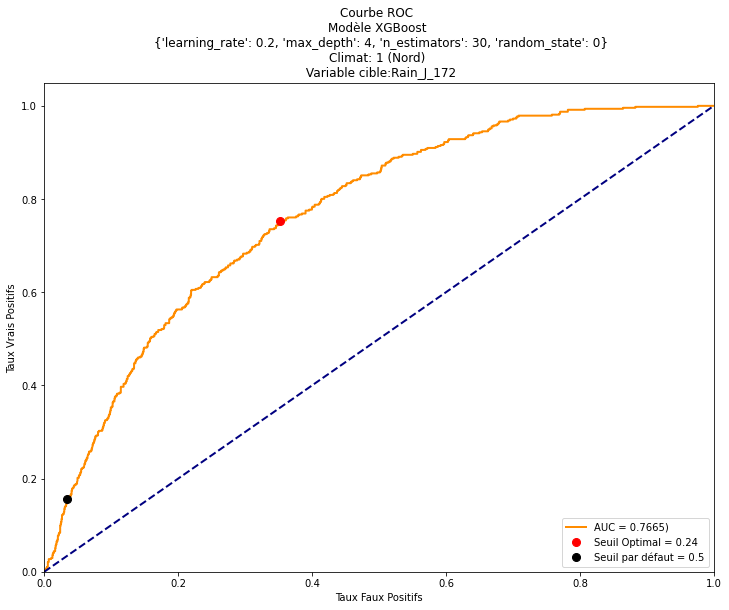 Courbe ROC
Modèle XGBoost
{'learning_rate': 0.2, 'max_depth': 4, 'n_estimators': 30, 'random_state': 0}
Climat: 1 (Nord)
Variable cible:Rain_J_172
1.0
0.8
0.6
0.4
0.2
0.0
Taux Vrais Positifs
0.0 0.2 0.4 0.6 0.8 1.0
Taux Faux Positifs
AUC = 0.7665)
Seuil Optimal = 0.24
Seuil par défaut = 0.5